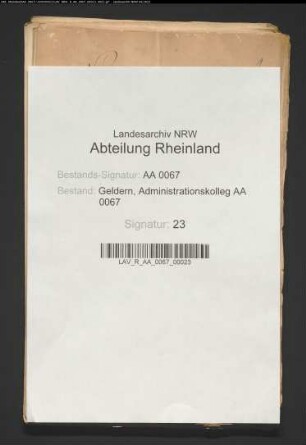 Landesarchiv NRW
Abteilung Rheinland
Bestands-Signatur: AA 0067
Bestand: Geldern, Administrationskolleg AA
0067
Signatur: 23
LAV_R_AA_0067_00023